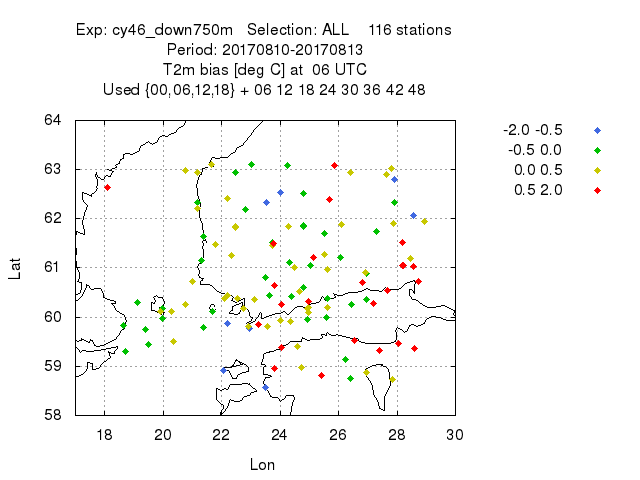 Exp: cy46_down750m   Selection: ALL    116 stations
Period: 20170810-20170813
T2m bias [deg C] at  06 UTC
Used {00,06,12,18} + 06 12 18 24 30 36 42 48
-2.0 -0.5
-0.5 0.0
0.0 0.5
0.5 2.0
64
63
62
61
60
59
58
Lat
18 20 22 24 26 28 30
Lon